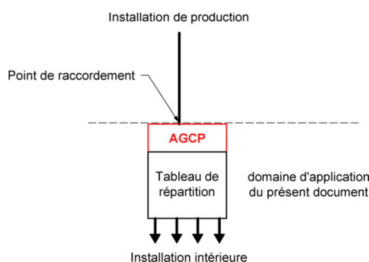 Installation de production
Point de raccordement
AGCP
Tableau de
répartition
domaine d'application
du présent document
Installation intérieure